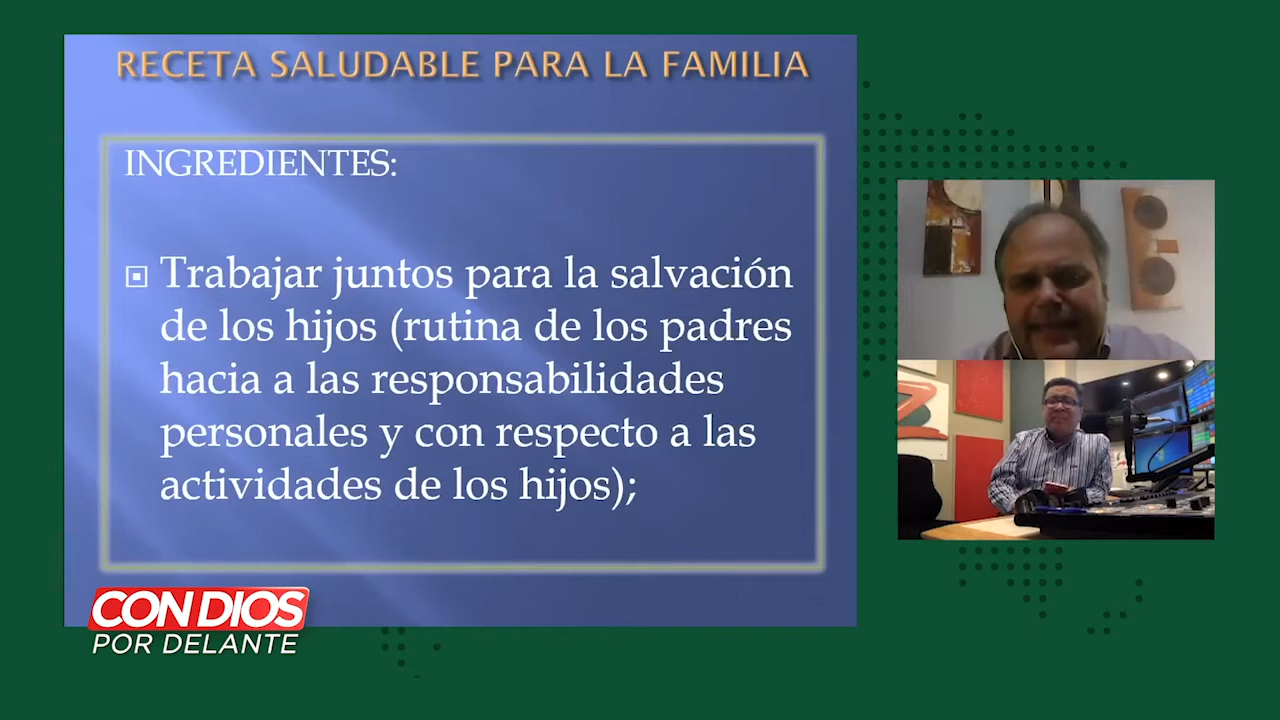 RECETA SALUDABLE PARA LA FAMILIA
INGREDIENTES:
Trabajar juntos para la salvación
de los hijos (rutina de los padres
hacia a las responsabilidades
personales y con respecto a las
actividades de los hijos);
CON DIOS
POR DELANTE
Z